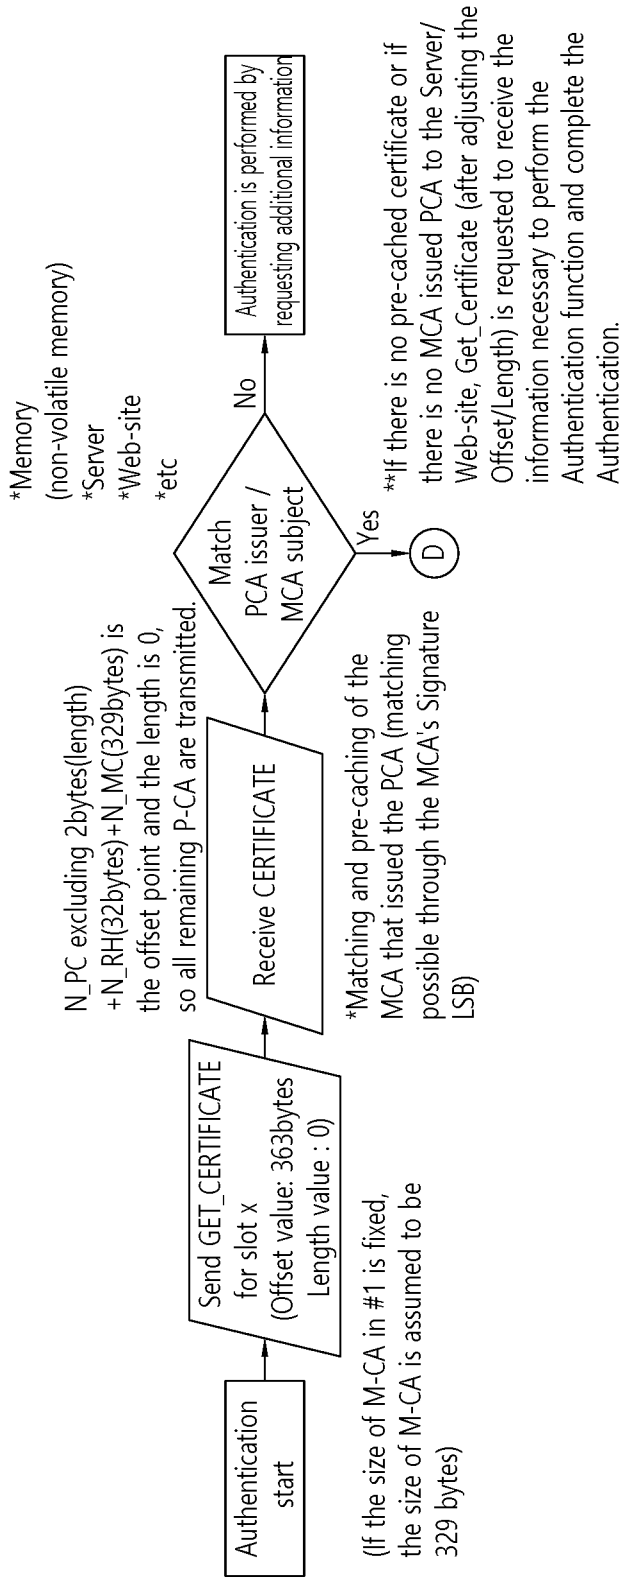 Authentication
start
(If the size of M-CA in #1 is fixed,
the size of M-CA is assumed to be
329 bytes)
Send GET_CERTIFICATE
for slot x
(Offset value: 363bytes
Length value : 0)
N_PC excluding 2bytes(length)
+N_RH(32bytes)+N_MC(329bytes) is
the offset point and the length is 0,
so all remaining P-CA are transmitted.
Receive CERTIFICATE
*Matching and pre-caching of the
MCA that issued the PCA (matching
possible through the MCA's Signature
LSB)
*Memory
(non-volatile memory)
*Server
*Web-site
*etc
Match
PCA issuer /
MCA subject
No
Yes
D
Authentication is performed by
requesting additional information
**If there is no pre-cached certificate or if
there is no MCA issued PCA to the Server/
Web-site, Get_Certificate (after adjusting the
Offset/Length) is requested to receive the
information necessary to perform the
Authentication function and complete the
Authentication.